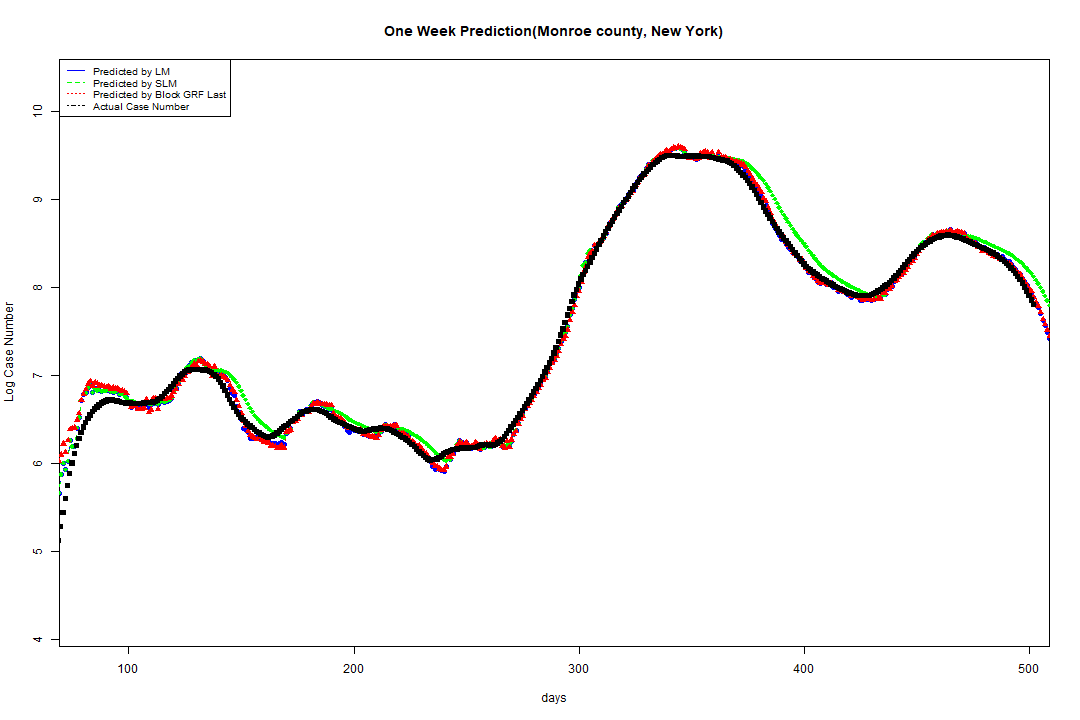 One Week Prediction(Monroe county, New York)
Predicted by LM
Predicted by SLM
Predicted by Block GRF Last
Actual Case Number
10
9
8
7
6
5
4
Log Case Number
100 200 300 400 500
days